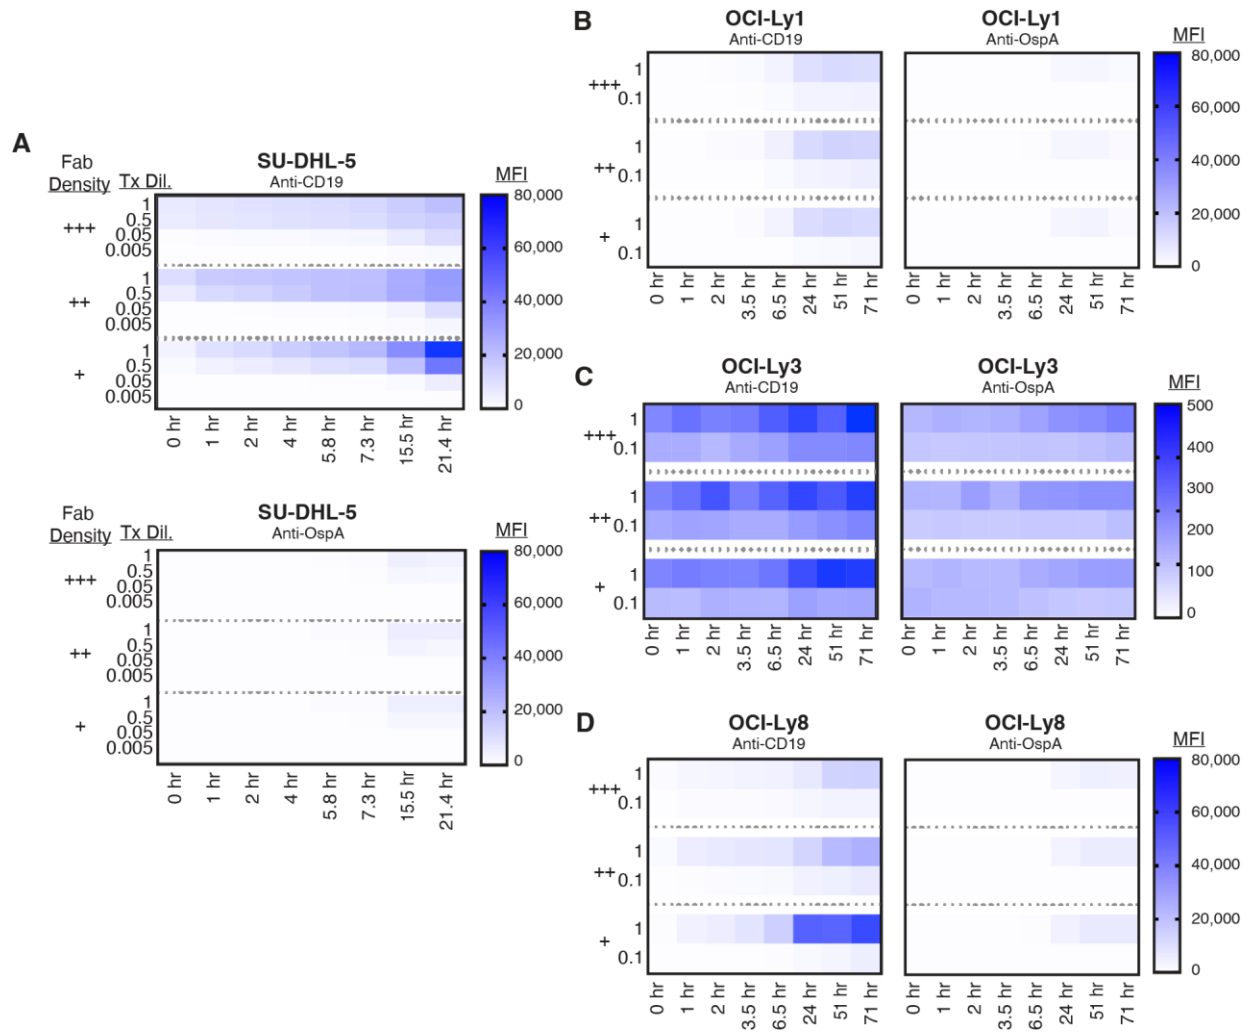 A
Fab
Density
Tx Dil.
SU-DHL-5
Anti-CD19
MFI
+++
1
0.5
0.05
0.005
++
1
0.5
0.05
0.005
+
1
0.5
0.05
0.005
80,000
60,000
40,000
20,000
0
0 hr
1 hr
2 hr
4 hr
5.8 hr
7.3 hr
15.5 hr
21.4 hr
Fab
Density
Tx Dil.
SU-DHL-5
Anti-OspA
MFI
+++
1
0.5
0.05
0.005
++
1
0.5
0.05
0.005
+
1
0.5
0.05
0.005
80,000
60,000
40,000
20,000
0
0 hr
1 hr
2 hr
4 hr
5.8 hr
7.3 hr
15.5 hr
21.4 hr
B
OCI-Ly1
Anti-CD19
OCI-Ly1
Anti-OspA
MFI
+++
1
0.1
++
1
0.1
+
1
0.1
80,000
60,000
40,000
20,000
0
0 hr
1 hr
2 hr
3.5 hr
6.5 hr
24 hr
51 hr
71 hr
0 hr
1 hr
2 hr
3.5 hr
6.5 hr
24 hr
51 hr
71 hr
C
OCI-Ly3
Anti-CD19
OCI-Ly3
Anti-OspA
MFI
+++
1
0.1
++
1
0.1
+
1
0.1
500
400
300
200
100
0
0 hr
1 hr
2 hr
3.5 hr
6.5 hr
24 hr
51 hr
71 hr
0 hr
1 hr
2 hr
3.5 hr
6.5 hr
24 hr
51 hr
71 hr
D
OCI-Ly8
Anti-CD19
OCI-Ly8
Anti-OspA
MFI
+++
1
0.1
++
1
0.1
+
1
0.1
80,000
60,000
40,000
20,000
0
0 hr
1 hr
2 hr
3.5 hr
6.5 hr
24 hr
51 hr
71 hr
0 hr
1 hr
2 hr
3.5 hr
6.5 hr
24 hr
51 hr
71 hr